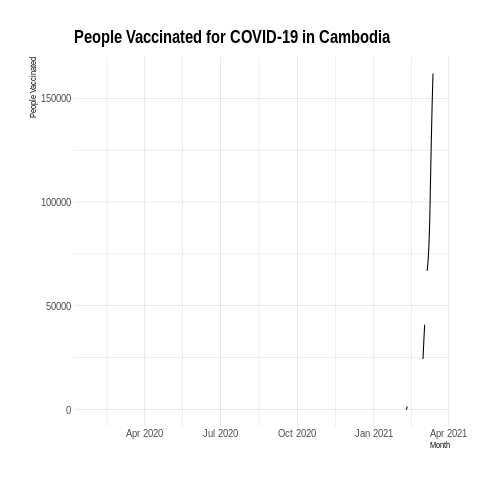 People Vaccinated for COVID-19 in Cambodia
People Vaccinated
150000
100000
50000
0
Apr 2020 Jul 2020 Oct 2020 Jan 2021 Apr 2021
Month